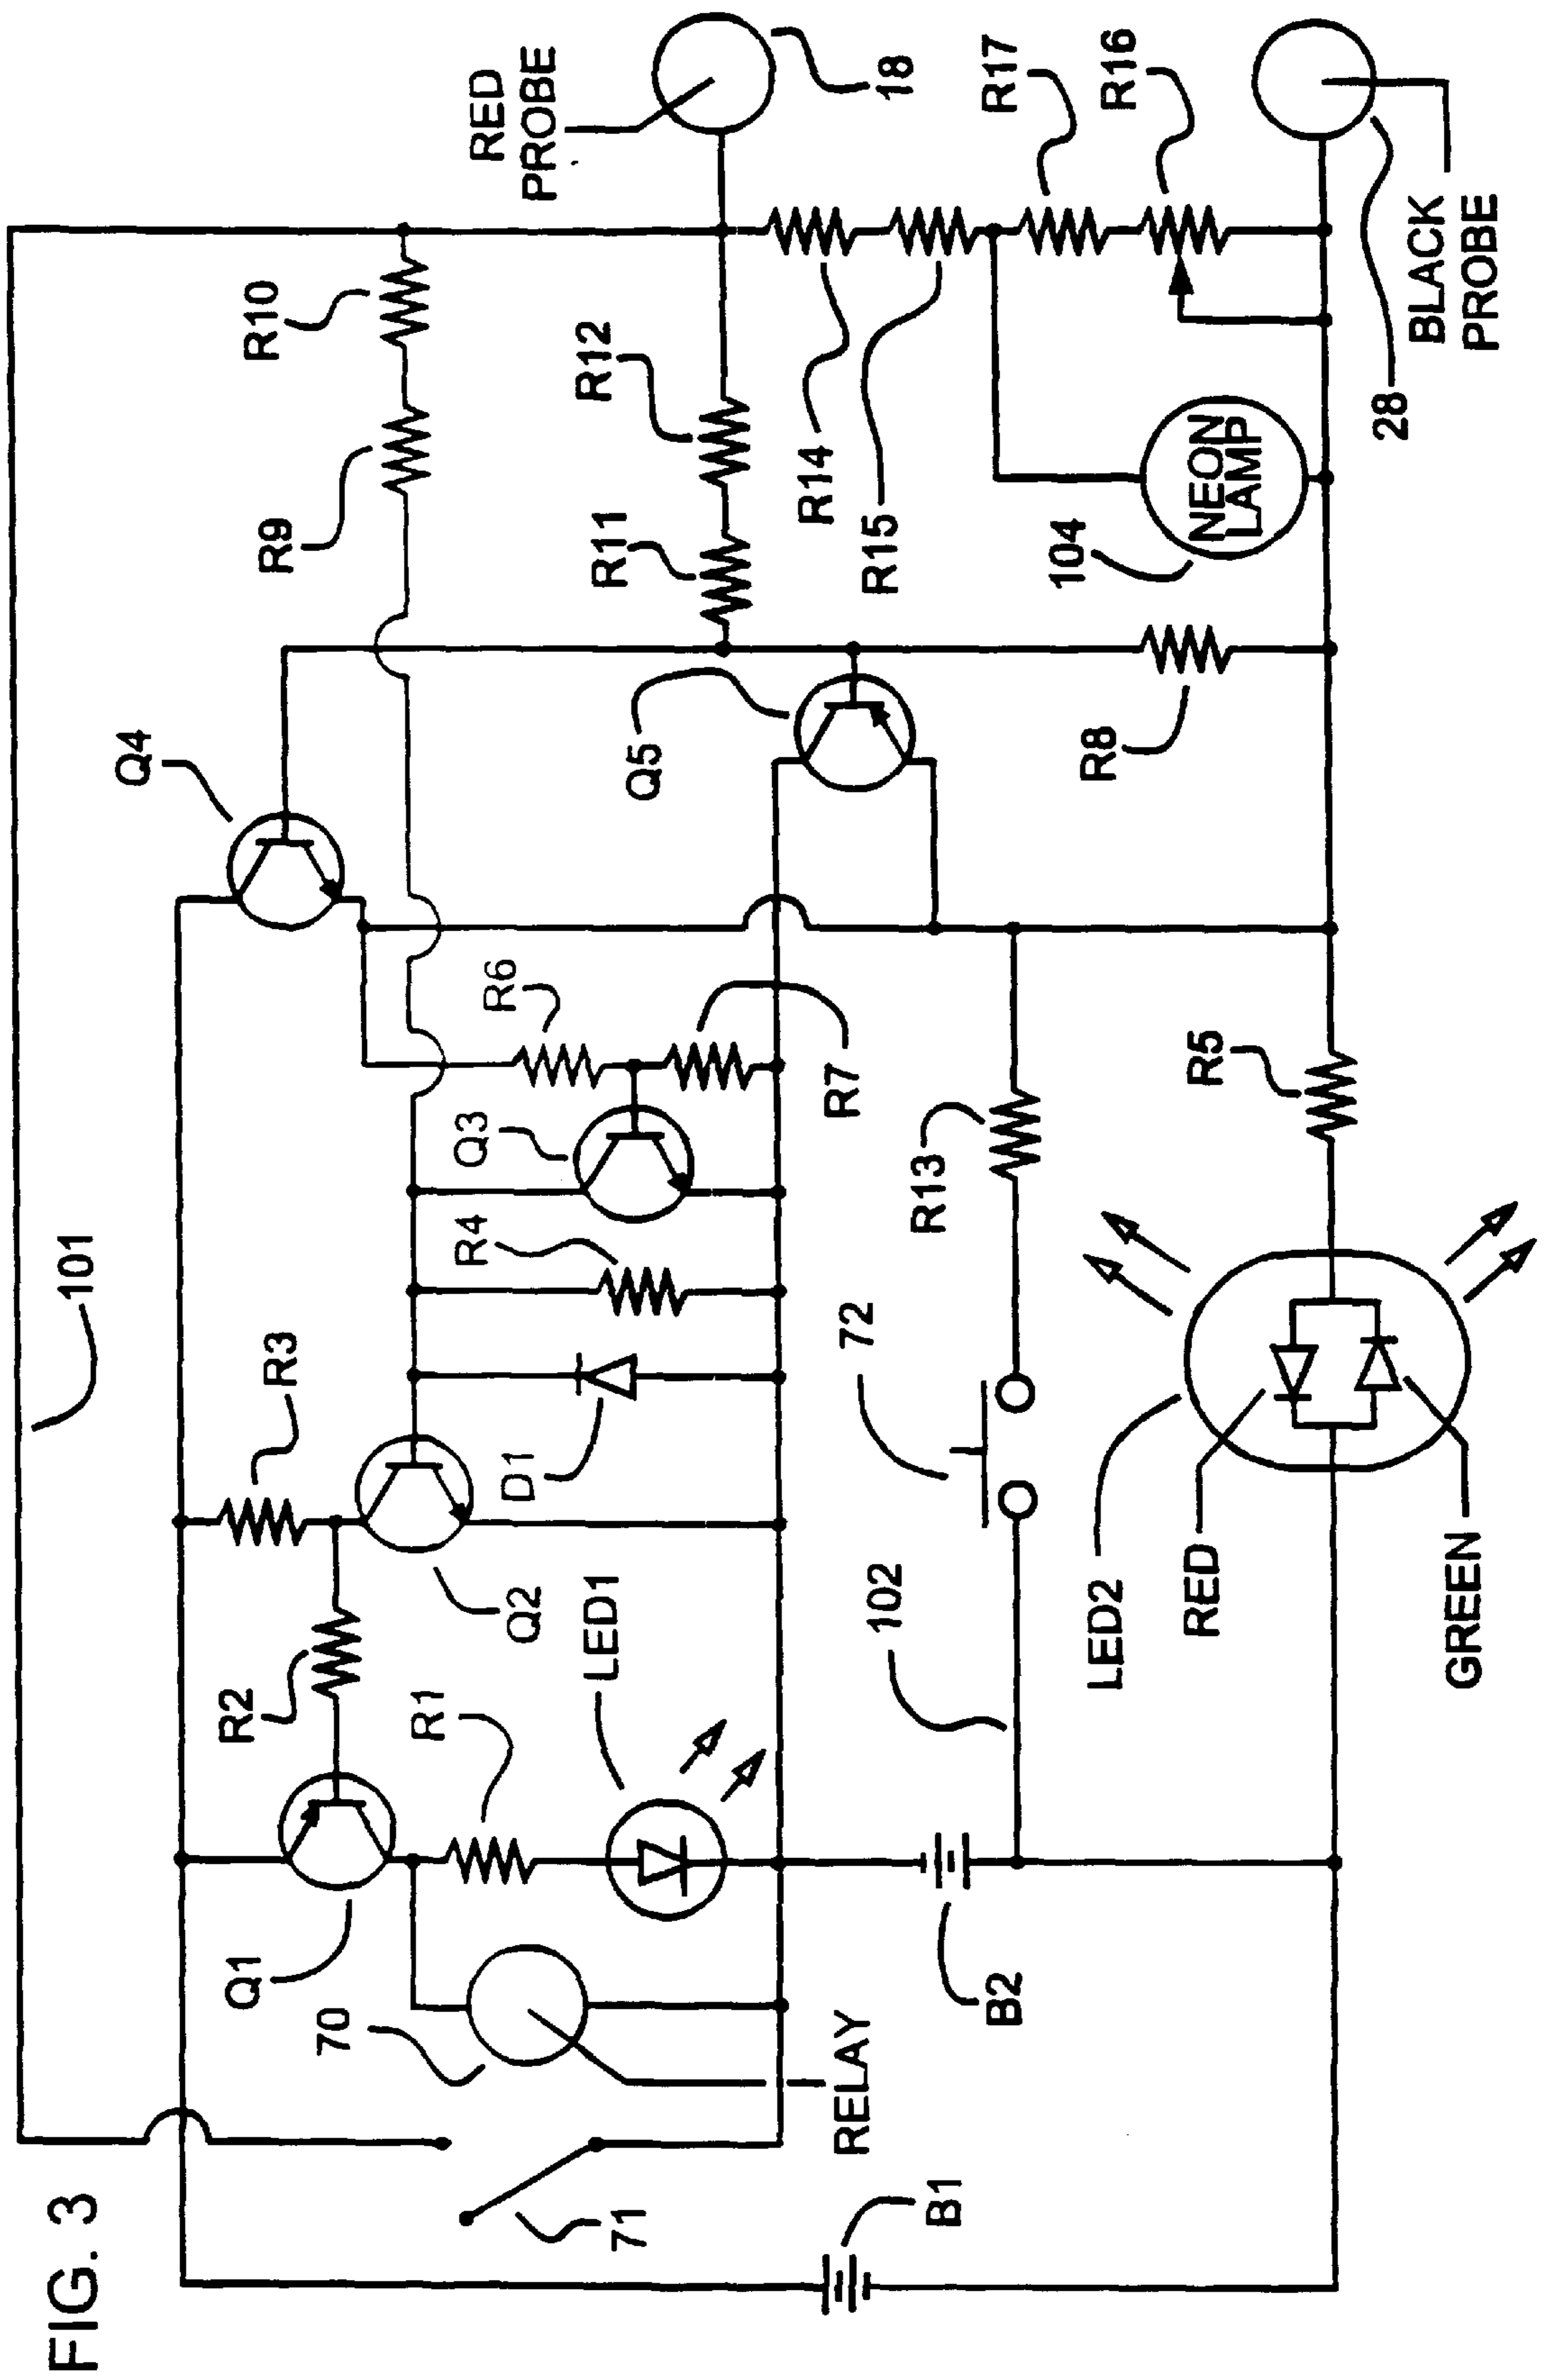 FIG. 3
101
71
70
RELAY
B1
Q1
R2
R1
LED1
B2
R3
Q2
D1
R4
Q3
R6
R7
102
72
R13
LED2
RED
GREEN
R5
Q4
Q5
R8
R9
R10
R11
R12
R14
R15
104
NEON
LAMP
RED
PROBE
18
R17
R16
28
BLACK
PROBE